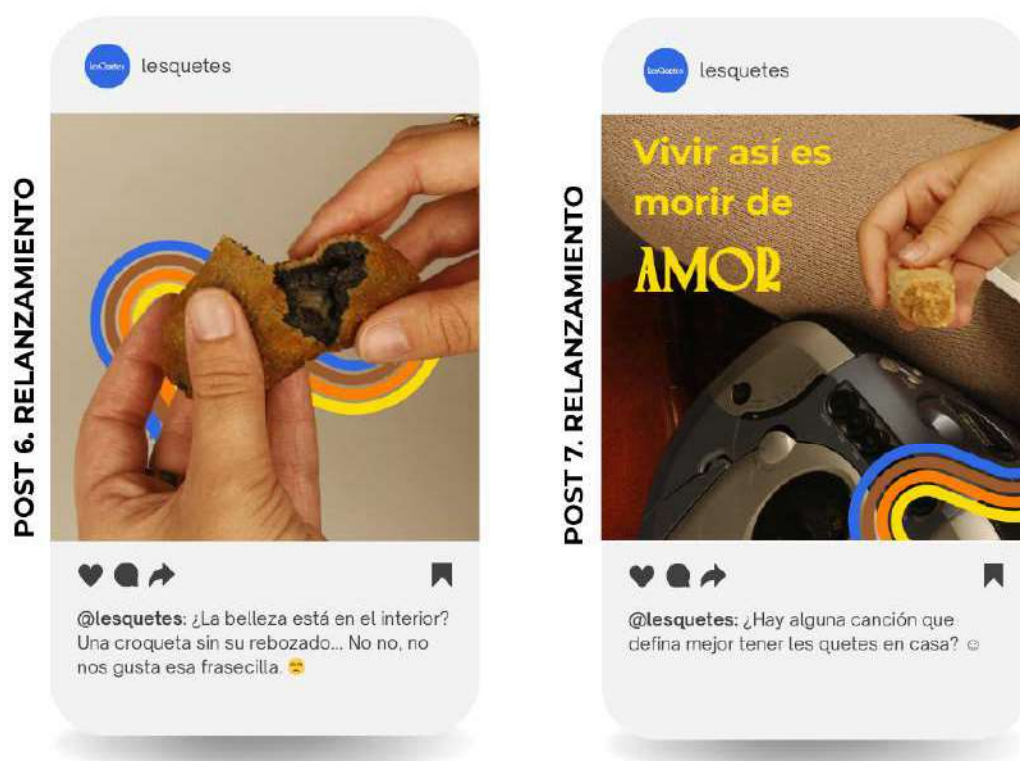 POST 6. RELANZAMIENTO
LesQuetes
lesquetes
@lesquetes: ¿La belleza está en el interior?
Una croqueta sin su rebozado... No no, no
nos gusta esa frasecilla. 😒
POST 7. RELANZAMIENTO
LesQuetes
lesquetes
Vivir así es
morir de
AMOR
@lesquetes: ¿Hay alguna canción que
defina mejor tener les quetes en casa? ☺